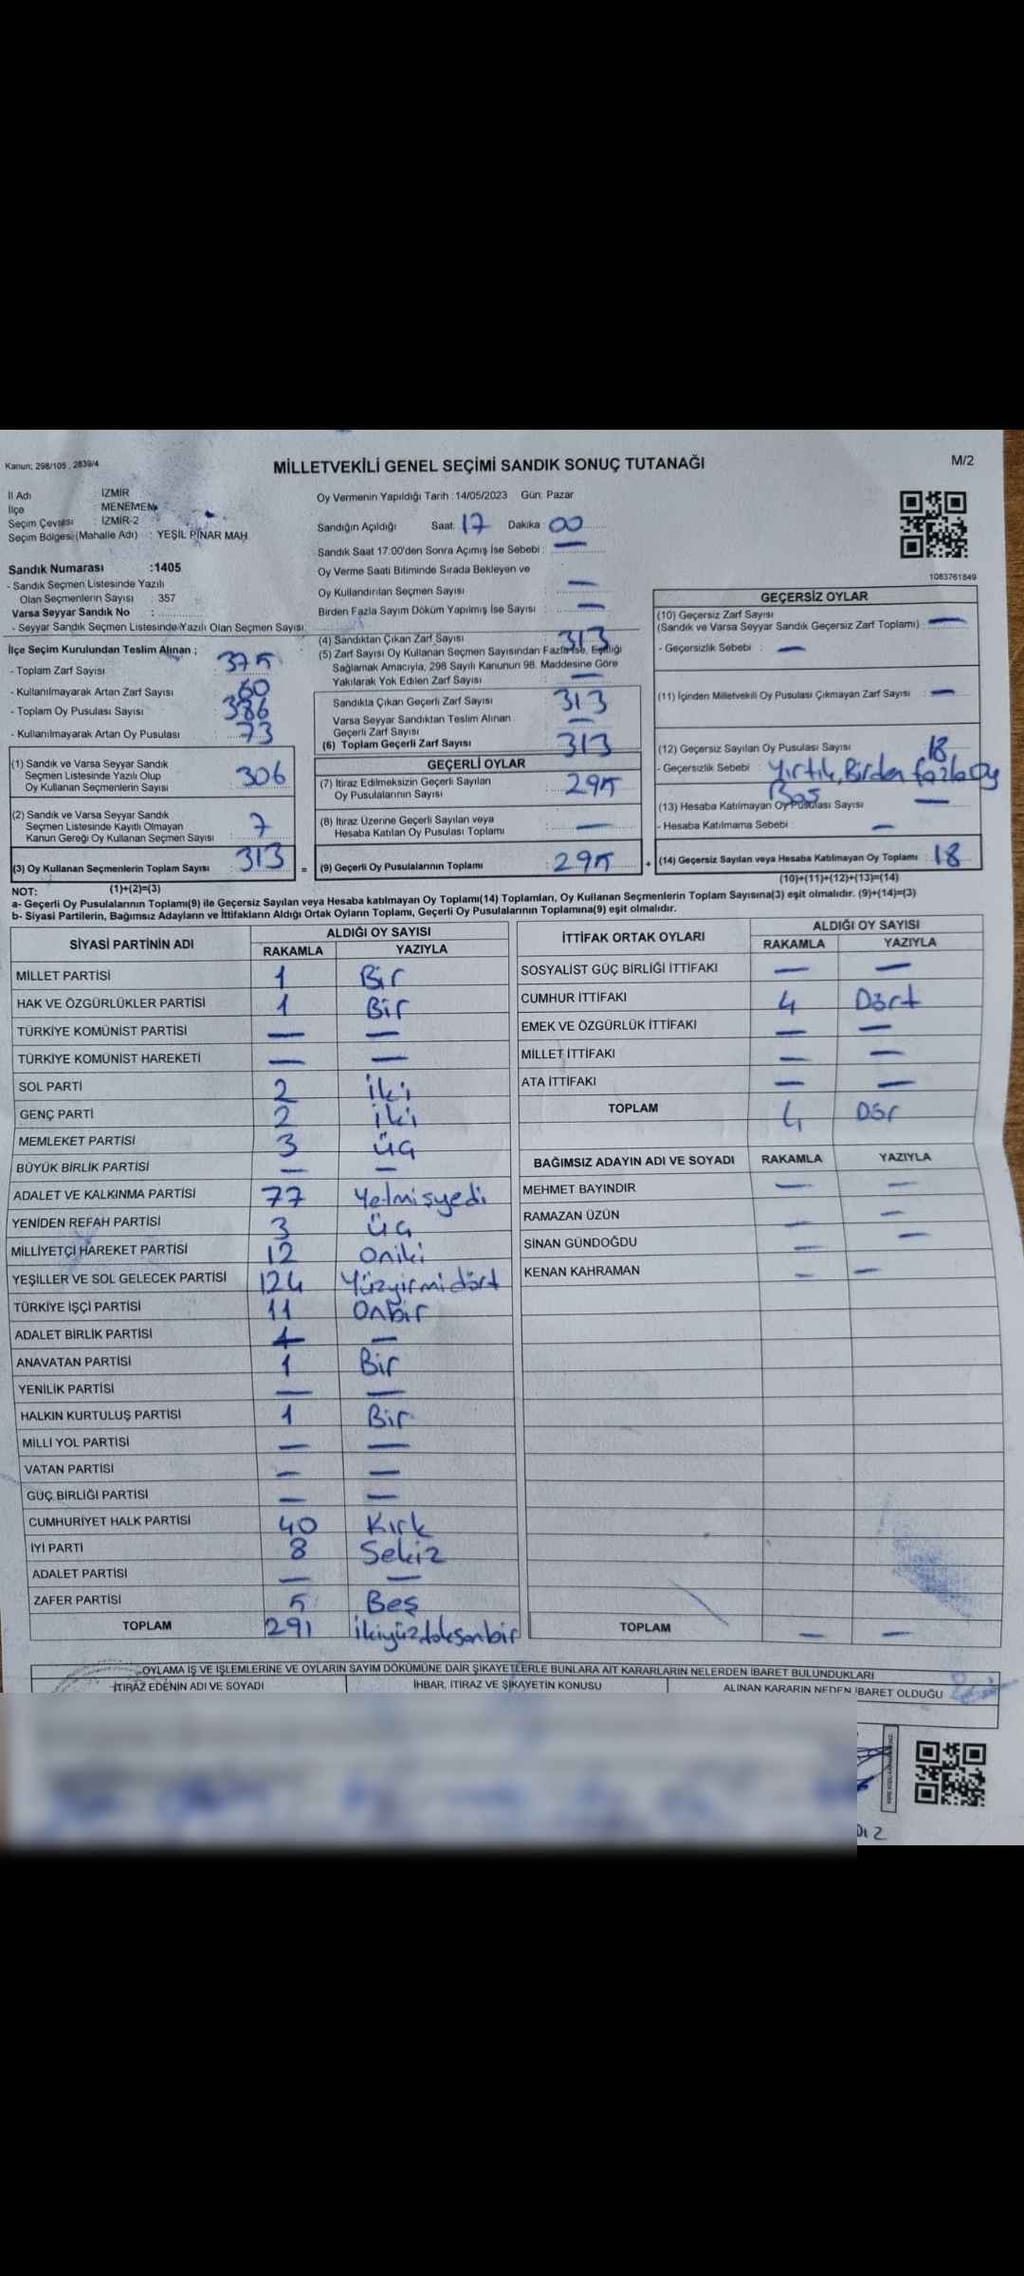 Kanun; 298/105 , 2839/4
MİLLETVEKİLİ GENEL SEÇİMİ SANDIK SONUÇ TUTANAĞI
M/2
İl Adı İZMİR
İlçe MENEMEN
Seçim Çevresi İZMİR-2
Seçim Bölgesi (Mahalle Adı) : YEŞİL PINAR MAH.
Sandık Numarası :1405
- Sandık Seçmen Listesinde Yazılı
Olan Seçmenlerin Sayısı : 357
Varsa Seyyar Sandık No :
- Seyyar Sandık Seçmen Listesinde Yazılı Olan Seçmen Sayısı
Oy Vermenin Yapıldığı Tarih :14/05/2023 Gün: Pazar
Sandığın Açıldığı Saat: 17 Dakika : 00
Sandık Saat 17:00'den Sonra Açımış İse Sebebi : —
Oy Verme Saati Bitiminde Sırada Bekleyen ve
Oy Kullandırılan Seçmen Sayısı —
Birden Fazla Sayım Döküm Yapılmış İse Sayısı : —
1083761849
İlçe Seçim Kurulundan Teslim Alınan ;
- Toplam Zarf Sayısı : 375
- Kullanılmayarak Artan Zarf Sayısı 60
- Toplam Oy Pusulası Sayısı : 386
- Kullanılmayarak Artan Oy Pusulası : 73
(1) Sandık ve Varsa Seyyar Sandık
Seçmen Listesinde Yazılı Olup
Oy Kullanan Seçmenlerin Sayısı : 306
(2) Sandık ve Varsa Seyyar Sandık
Seçmen Listesinde Kayıtlı Olmayan
Kanun Gereği Oy Kullanan Seçmen Sayısı : 7
(3) Oy Kullanan Seçmenlerin Toplam Sayısı : 313
(1)+(2)=(3)
(4) Sandıktan Çıkan Zarf Sayısı : 313
(5) Zarf Sayısı Oy Kullanan Seçmen Sayısından Fazla İse, Eşitliği
Sağlamak Amacıyla, 298 Sayılı Kanunun 98. Maddesine Göre
Yakılarak Yok Edilen Zarf Sayısı : —
Sandıkta Çıkan Geçerli Zarf Sayısı : 313
Varsa Seyyar Sandıktan Teslim Alınan
Geçerli Zarf Sayısı —
(6) Toplam Geçerli Zarf Sayısı 313
GEÇERLİ OYLAR
(7) İtiraz Edilmeksizin Geçerli Sayılan
Oy Pusulalarının Sayısı : 295
(8) İtiraz Üzerine Geçerli Sayılan veya
Hesaba Katılan Oy Pusulası Toplamı : —
= (9) Geçerli Oy Pusulalarının Toplamı : 295
GEÇERSİZ OYLAR
(10) Geçersiz Zarf Sayısı
(Sandık ve Varsa Seyyar Sandık Geçersiz Zarf Toplamı) : —
- Geçersizlik Sebebi : —
(11) İçinden Milletvekili Oy Pusulası Çıkmayan Zarf Sayısı : —
(12) Geçersiz Sayılan Oy Pusulası Sayısı : 18
- Geçersizlik Sebebi Yırtık, Birden fazla oy
Boş
(13) Hesaba Katılmayan Oy Pusulası Sayısı : —
- Hesaba Katılmama Sebebi : —
+ (14) Geçersiz Sayılan veya Hesaba Katılmayan Oy Toplamı : 18
(10)+(11)+(12)+(13)=(14)
NOT:
a- Geçerli Oy Pusulalarının Toplamı(9) ile Geçersiz Sayılan veya Hesaba katılmayan Oy Toplamı(14) Toplamları, Oy Kullanan Seçmenlerin Toplam Sayısına(3) eşit olmalıdır. (9)+(14)=(3)
b- Siyasi Partilerin, Bağımsız Adayların ve İttifakların Aldığı Ortak Oyların Toplamı, Geçerli Oy Pusulalarının Toplamına(9) eşit olmalıdır.
SİYASİ PARTİNİN ADI ALDIĞI OY SAYISI
RAKAMLA YAZIYLA
MİLLET PARTİSİ 1 Bir
HAK VE ÖZGÜRLÜKLER PARTİSİ 1 Bir
TÜRKİYE KOMÜNİST PARTİSİ — —
TÜRKİYE KOMÜNİST HAREKETİ — —
SOL PARTİ 2 iki
GENÇ PARTİ 2 iki
MEMLEKET PARTİSİ 3 üç
BÜYÜK BİRLİK PARTİSİ — —
ADALET VE KALKINMA PARTİSİ 77 Yetmişyedi
YENİDEN REFAH PARTİSİ 3 üç
MİLLİYETÇİ HAREKET PARTİSİ 12 Oniki
YEŞİLLER VE SOL GELECEK PARTİSİ 124 Yüzyirmidört
TÜRKİYE İŞÇİ PARTİSİ 11 Onbir
ADALET BİRLİK PARTİSİ — —
ANAVATAN PARTİSİ 1 Bir
YENİLİK PARTİSİ — —
HALKIN KURTULUŞ PARTİSİ 1 Bir
MİLLİ YOL PARTİSİ — —
VATAN PARTİSİ — —
GÜÇ BİRLİĞİ PARTİSİ — —
CUMHURİYET HALK PARTİSİ 40 Kırk
İYİ PARTİ 8 Sekiz
ADALET PARTİSİ — —
ZAFER PARTİSİ 5 Beş
TOPLAM 291 ikiyüzdoksanbir
İTTİFAK ORTAK OYLARI ALDIĞI OY SAYISI
RAKAMLA YAZIYLA
SOSYALİST GÜÇ BİRLİĞİ İTTİFAKI — —
CUMHUR İTTİFAKI 4 Dört
EMEK VE ÖZGÜRLÜK İTTİFAKI — —
MİLLET İTTİFAKI — —
ATA İTTİFAKI — —
TOPLAM 4 Dör
BAĞIMSIZ ADAYIN ADI VE SOYADI RAKAMLA YAZIYLA
MEHMET BAYINDIR — —
RAMAZAN ÜZÜN — —
SİNAN GÜNDOĞDU — —
KENAN KAHRAMAN — —
TOPLAM — —
OYLAMA İŞ VE İŞLEMLERİNE VE OYLARIN SAYIM DÖKÜMÜNE DAİR ŞİKAYETLERLE BUNLARA AİT KARARLARIN NELERDEN İBARET BULUNDUKLARI
İTİRAZ EDENİN ADI VE SOYADI İHBAR, İTİRAZ VE ŞİKAYETİN KONUSU ALINAN KARARIN NEDEN İBARET OLDUĞU